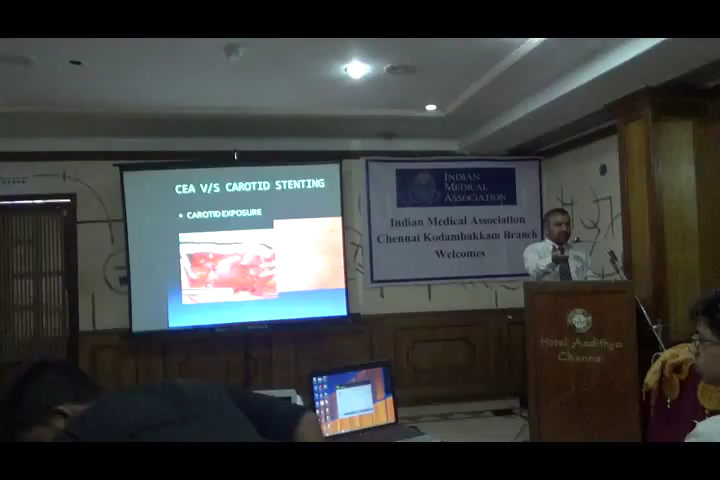 CEA V/S CAROTID STENTING
• CAROTID EXPOSURE
INDIAN
MEDICAL
ASSOCIATION
Indian Medical Association
Chennai Kodambakkam Branch
Welcomes
Hotel Aadithya
Chennai